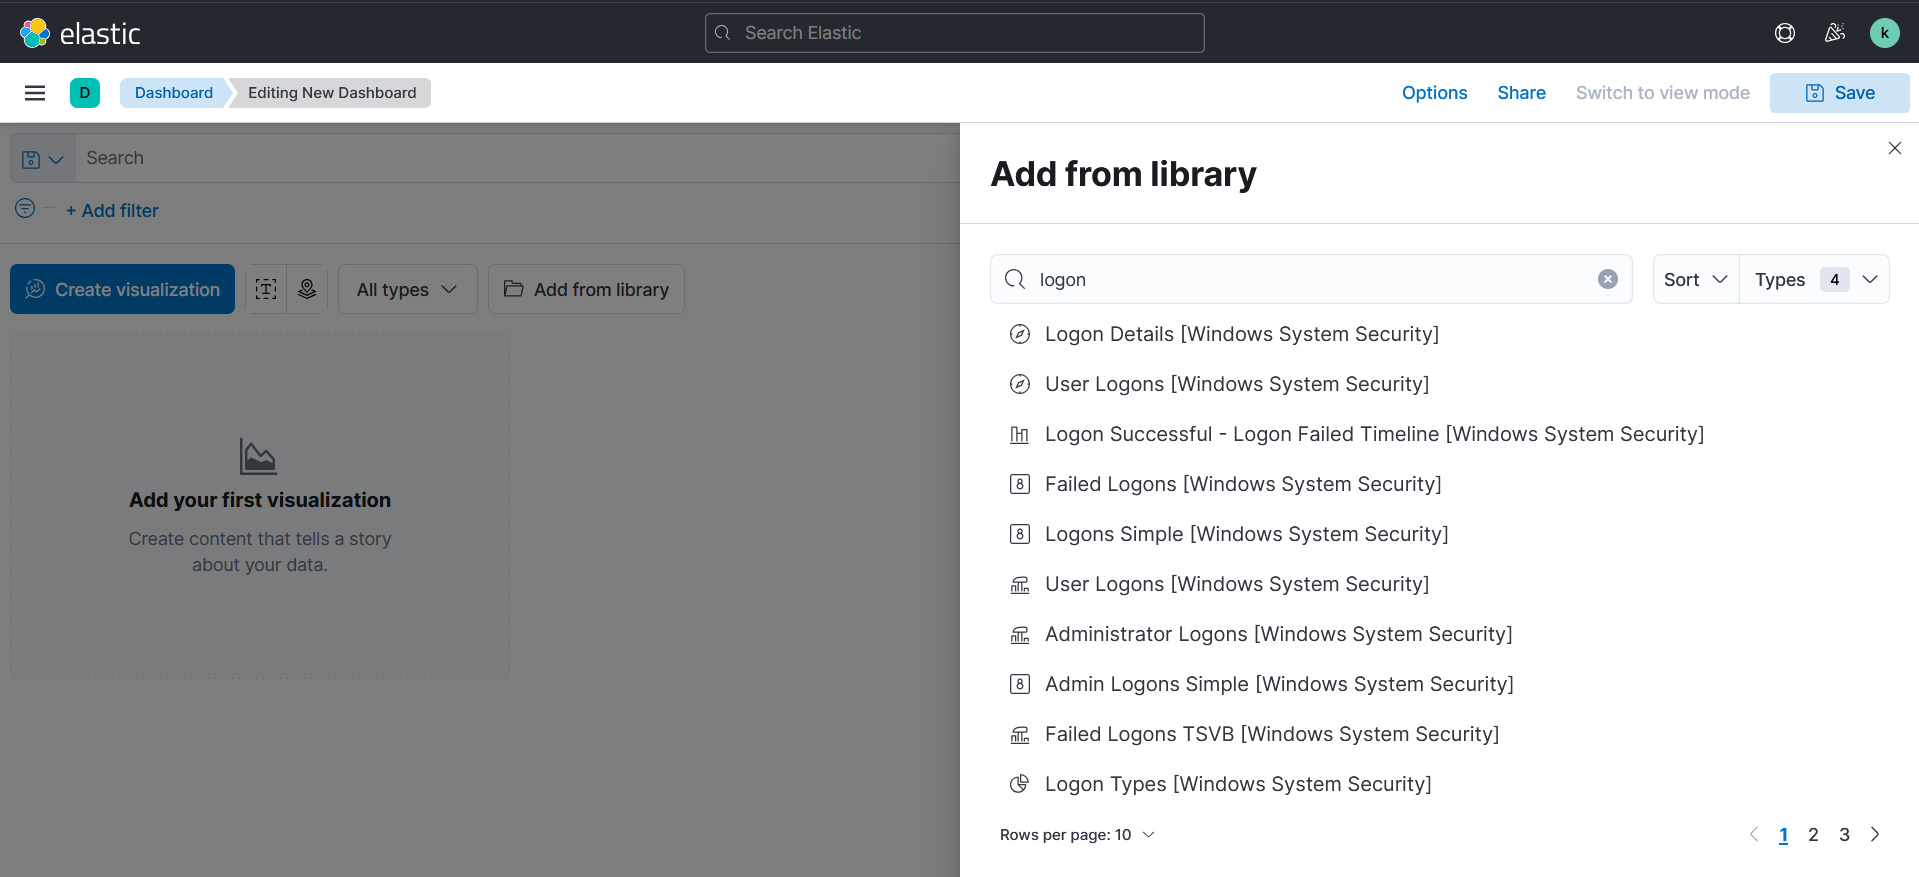 elastic
Search Elastic
k
D
Dashboard
Editing New Dashboard
Options
Share
Switch to view mode
Save
Search
+ Add filter
Create visualization
All types
Add from library
Add your first visualization
Create content that tells a story
about your data.
Add from library
logon
Sort
Types 4
Logon Details [Windows System Security]
User Logons [Windows System Security]
Logon Successful - Logon Failed Timeline [Windows System Security]
8 Failed Logons [Windows System Security]
8 Logons Simple [Windows System Security]
User Logons [Windows System Security]
Administrator Logons [Windows System Security]
8 Admin Logons Simple [Windows System Security]
Failed Logons TSVB [Windows System Security]
Logon Types [Windows System Security]
Rows per page: 10
1 2 3